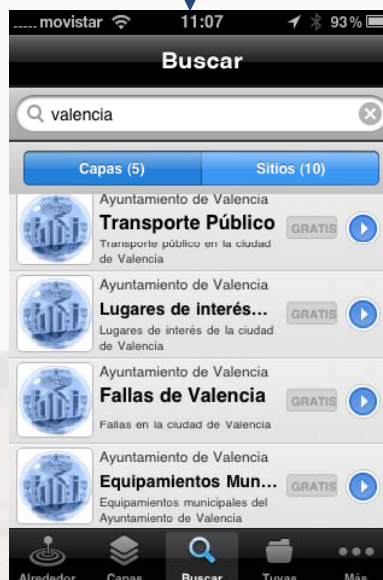 ..... movistar 11:07 93 %
Buscar
valencia
Capas (5) Sitios (10)
Ayuntamiento de Valencia
Transporte Público GRATIS
Transporte público en la ciudad
de Valencia
Ayuntamiento de Valencia
Lugares de interés... GRATIS
Lugares de interés de la ciudad
de Valencia
Ayuntamiento de Valencia
Fallas de Valencia GRATIS
Fallas en la ciudad de Valencia
Ayuntamiento de Valencia
Equipamientos Mun... GRATIS
Equipamientos municipales del
Ayuntamiento de Valencia
Alrededor Capas Buscar Tuyas Más